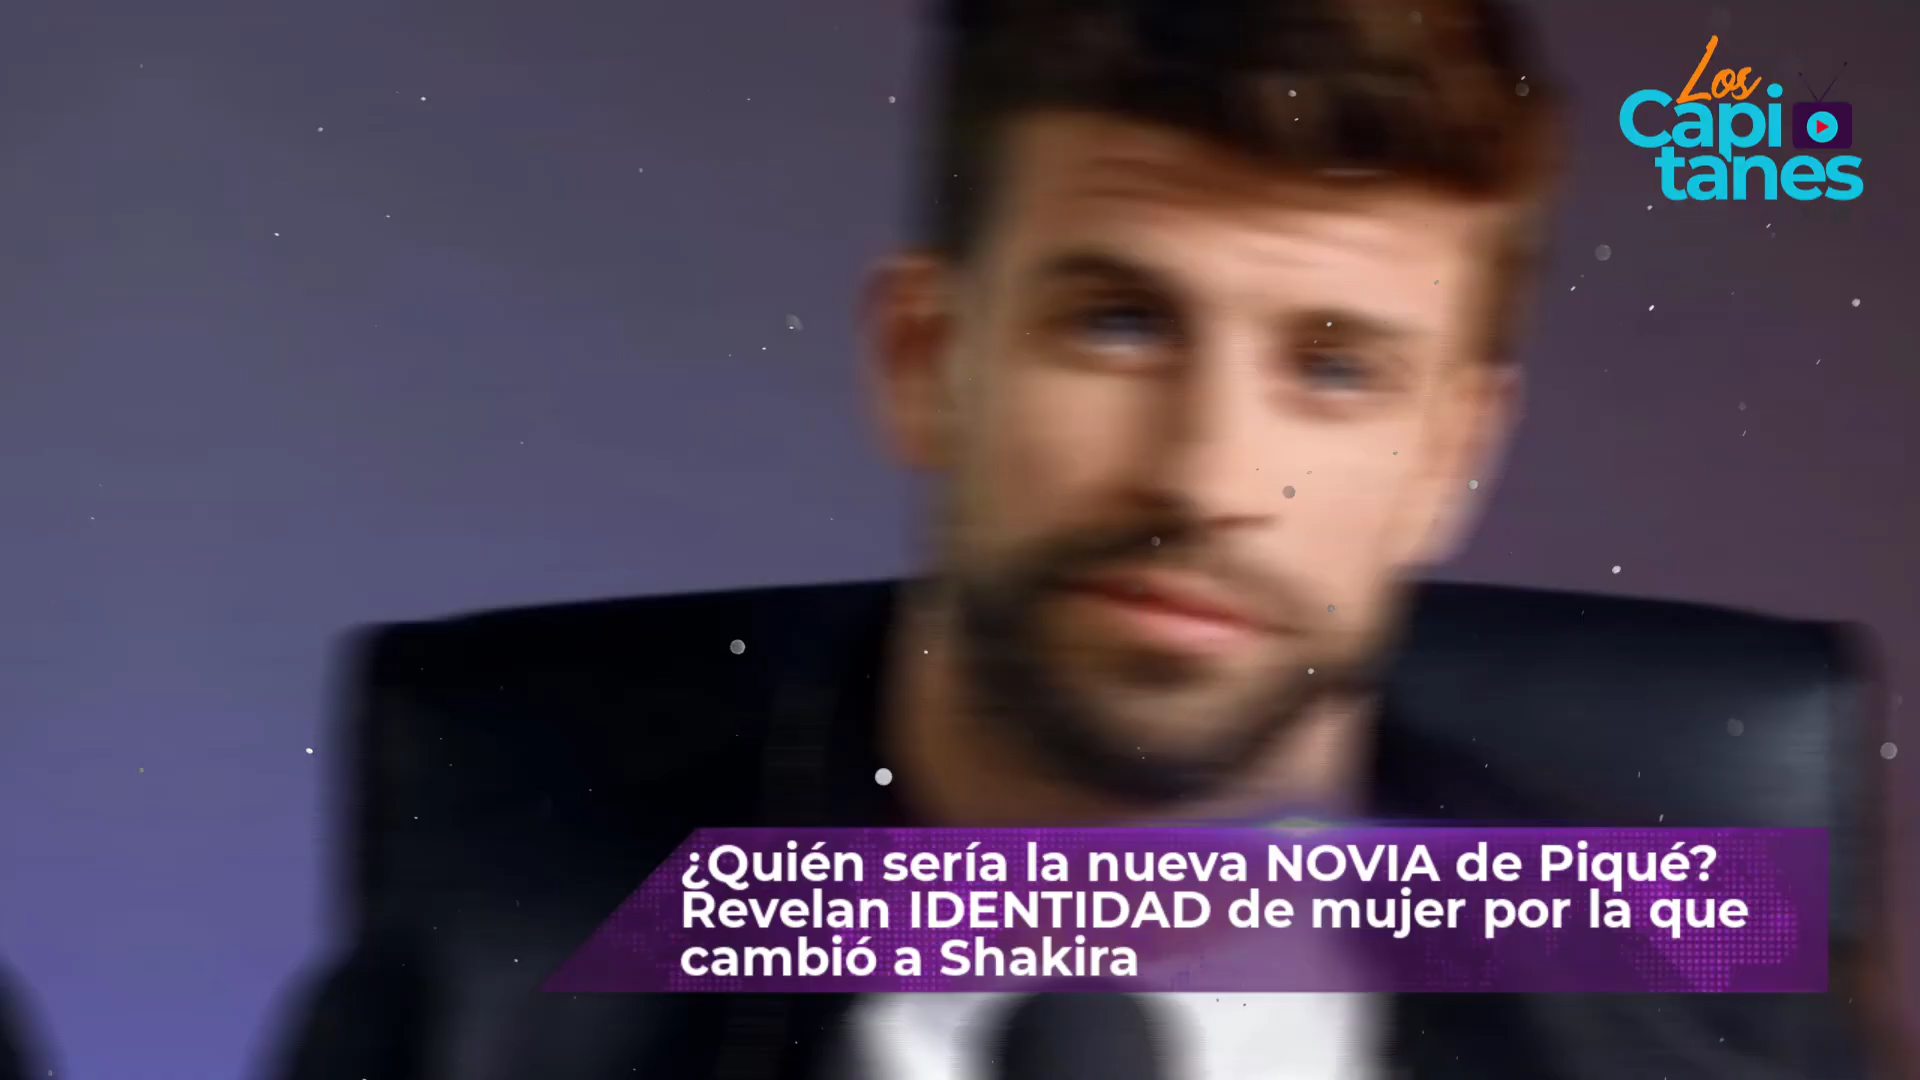 Los
Capi
tanes
¿Quién sería la nueva NOVIA de Piqué?
Revelan IDENTIDAD de mujer por la que
cambió a Shakira